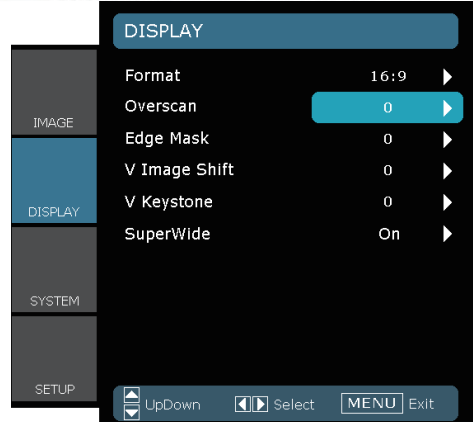 DISPLAY
IMAGE
DISPLAY
SYSTEM
SETUP
Format 16:9
Overscan 0
Edge Mask 0
V Image Shift 0
V Keystone 0
SuperWide On
UpDown Select MENU Exit